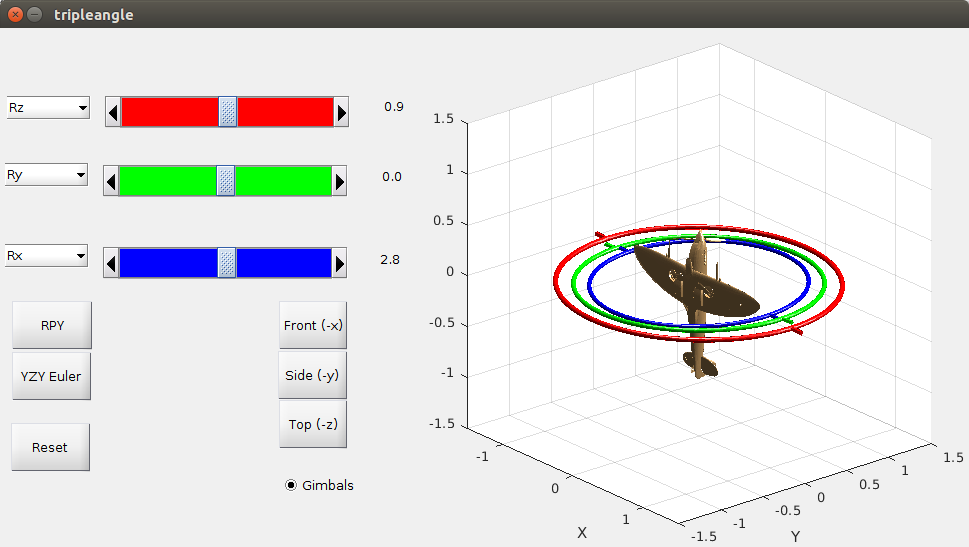 tripleangle
Rz
0.9
Ry
0.0
Rx
2.8
RPY
YZY Euler
Reset
Front (-x)
Side (-y)
Top (-z)
Gimbals
1.5
1
0.5
0
-0.5
-1
-1.5
-1
0
1
X
-1.5
-1
-0.5
0
0.5
1
1.5
Y